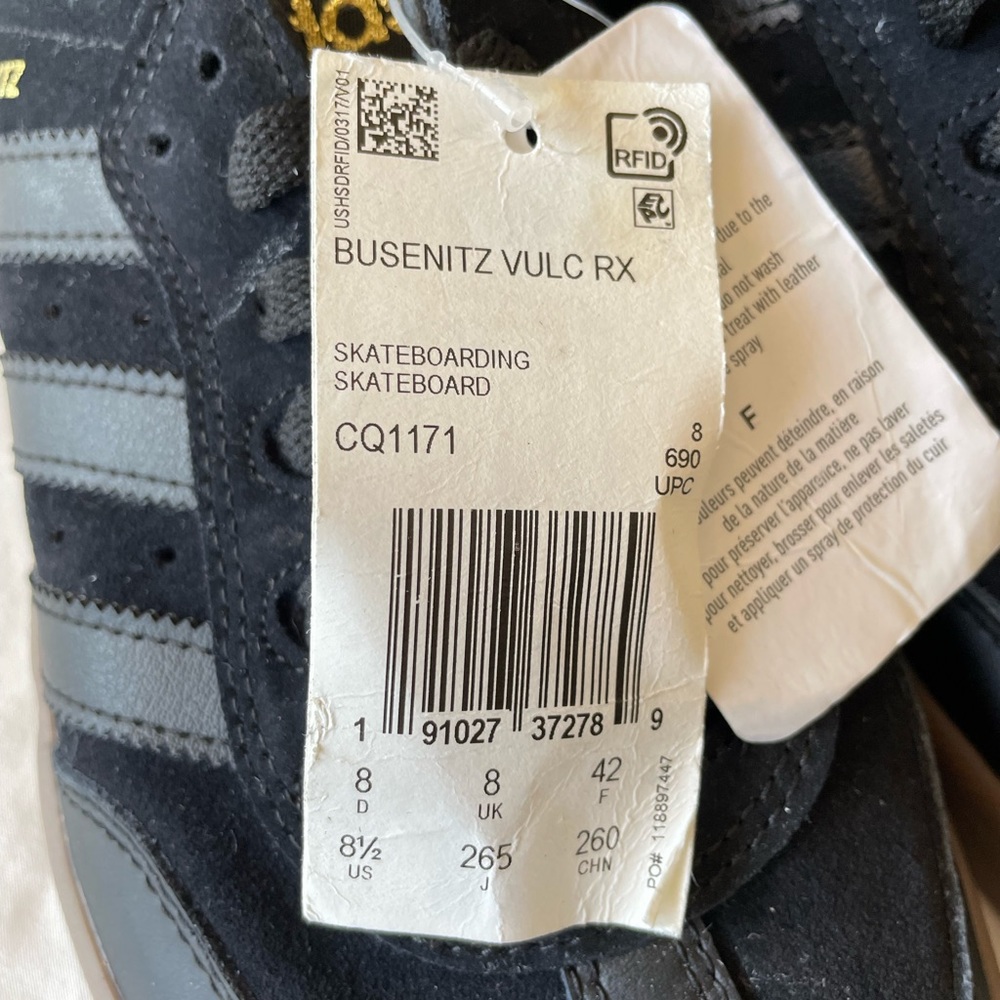 USHSDRFID/0317/V01
RFID
EPC
BUSENITZ VULC RX
SKATEBOARDING
SKATEBOARD
CQ1171
8
690
UPC
1 91027 37278 9
8 8 42
D UK F
8½ 265 260
US J CHN
PO# 118897447
due to the
do not wash
treat with leather
spray
F
peuvent déteindre, en raison
de la nature de la matière
pour préserver l'apparence, ne pas laver
pour nettoyer, brosser pour enlever les saletés
et appliquer un spray de protection du cuir